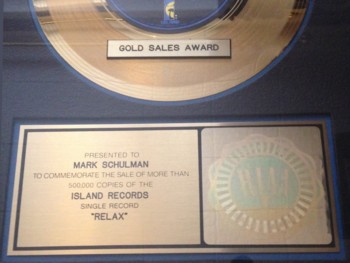 GOLD SALES AWARD
PRESENTED TO
MARK SCHULMAN
TO COMMEMORATE THE SALE OF MORE THAN
500,000 COPIES OF THE
ISLAND RECORDS
SINGLE RECORD
"RELAX"